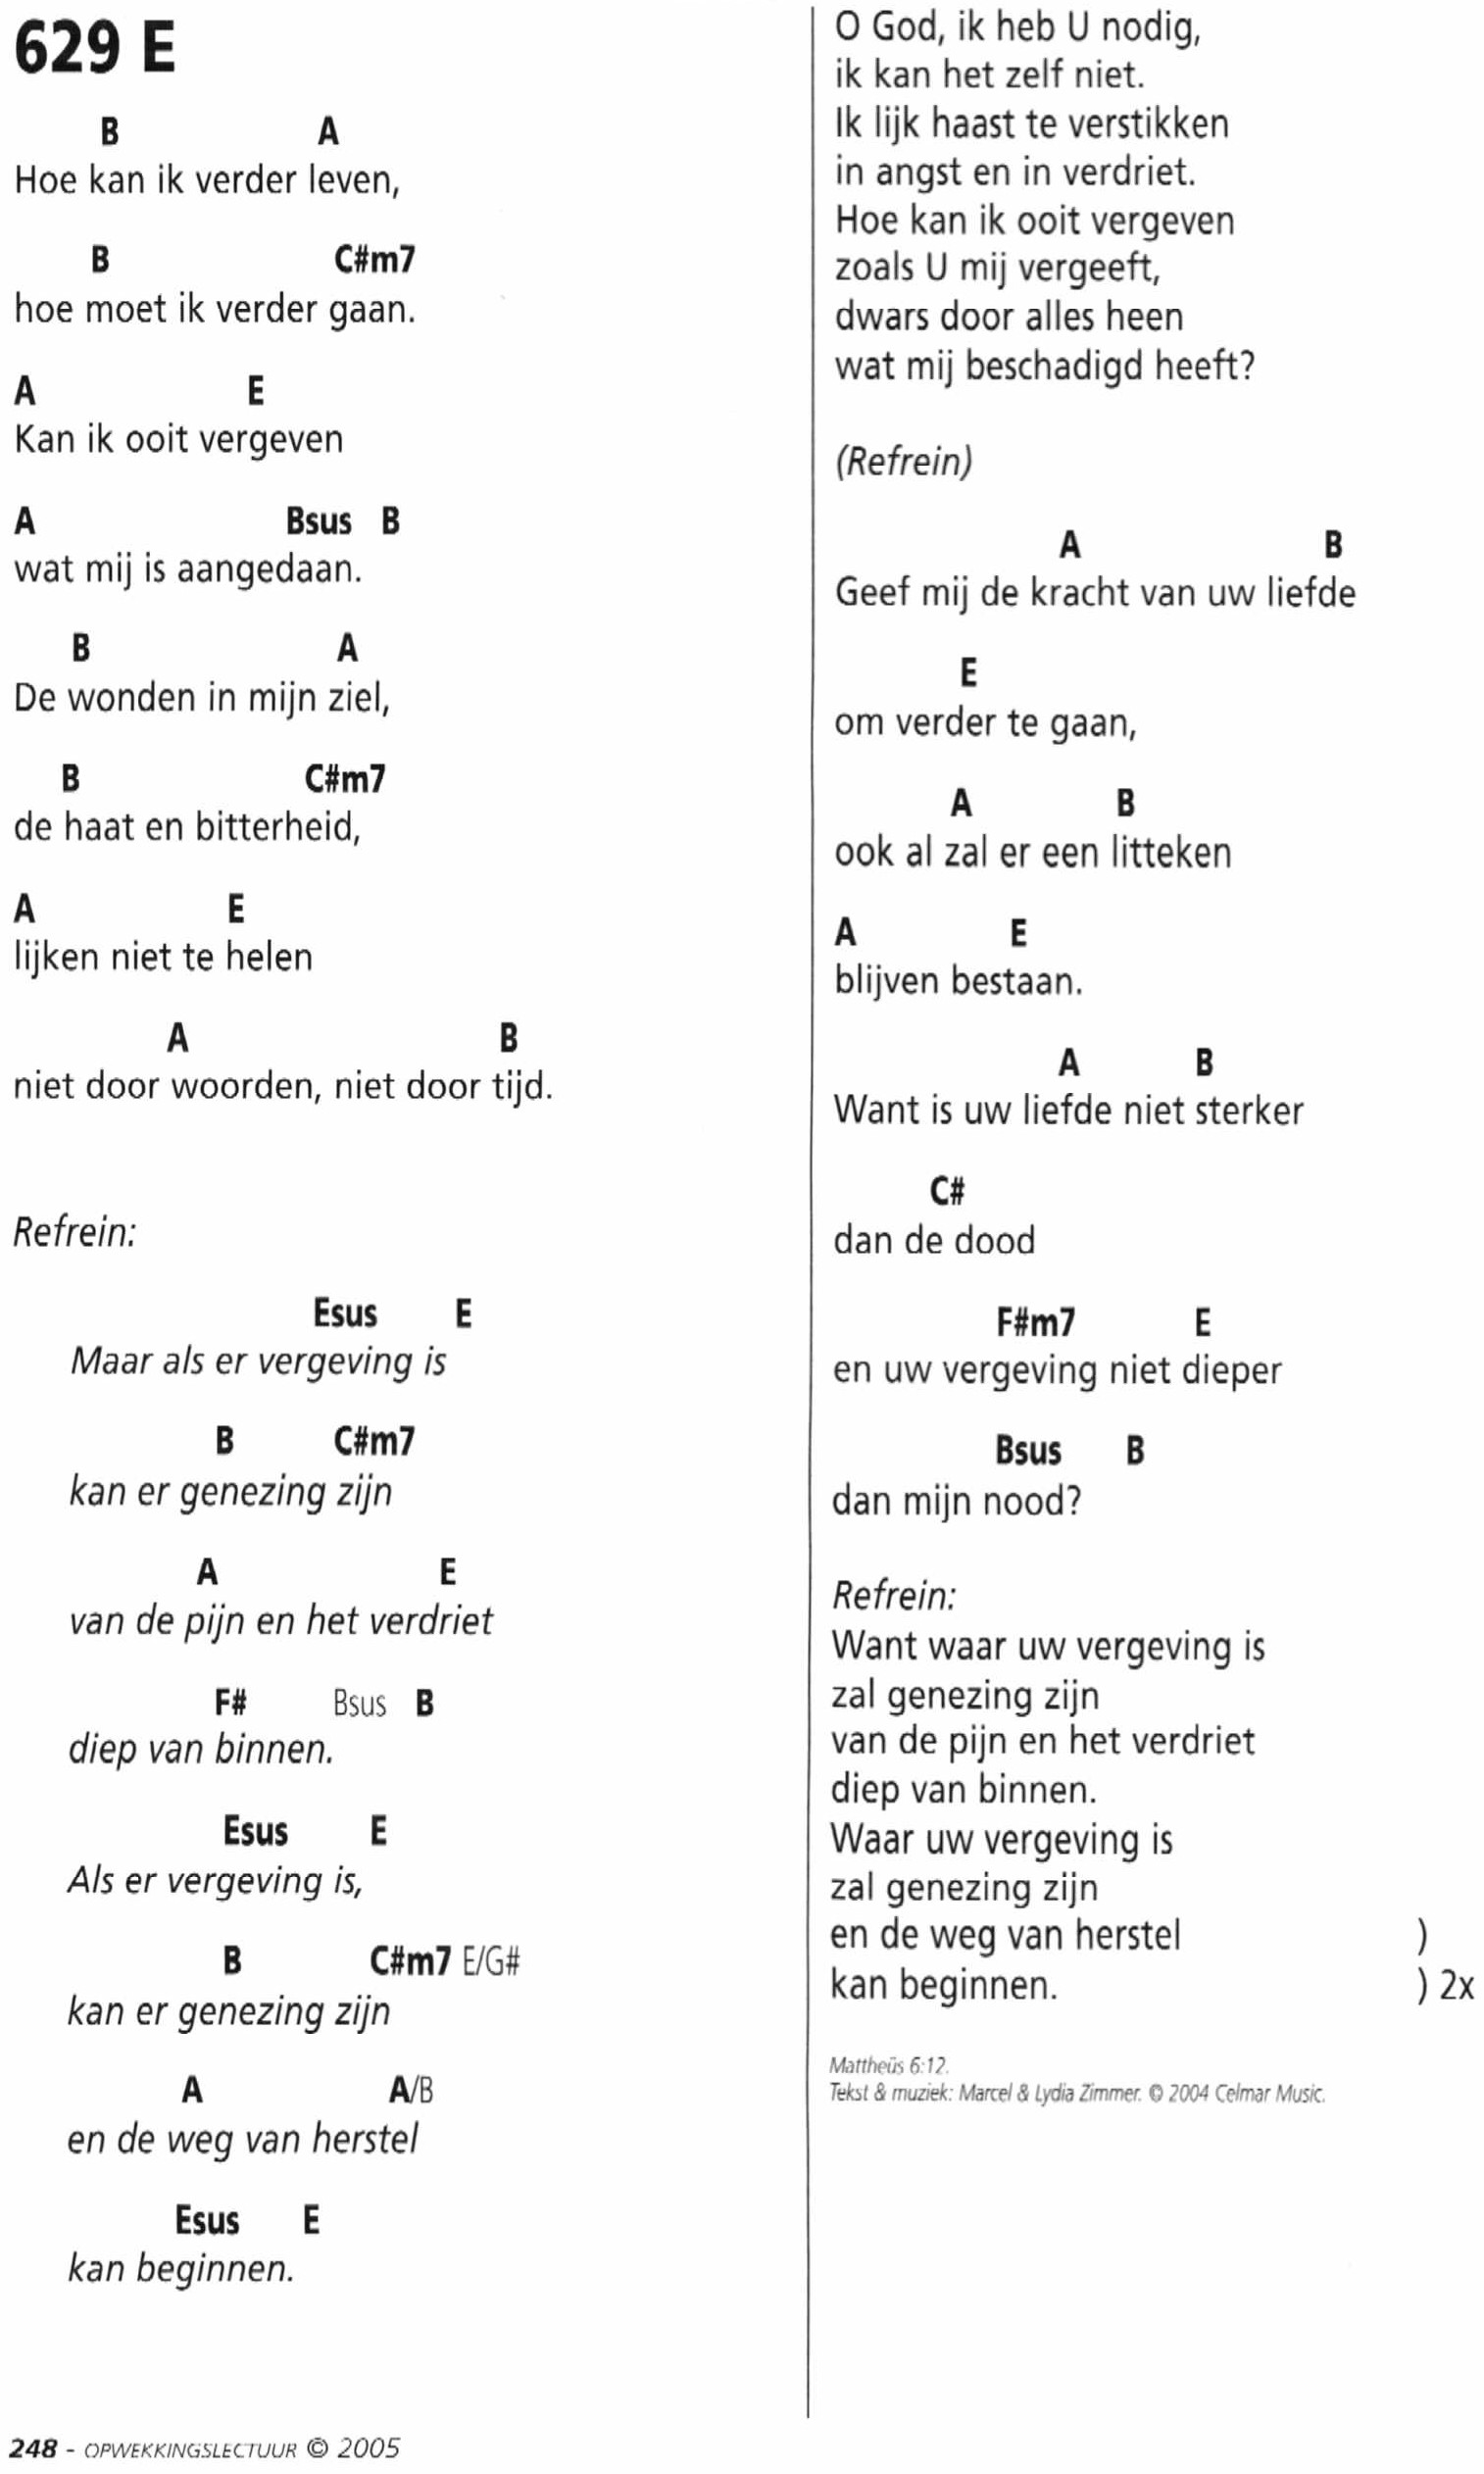 629 E
B A
Hoe kan ik verder leven,
B C#m7
hoe moet ik verder gaan.
A E
Kan ik ooit vergeven
A Bsus B
wat mij is aangedaan.
B A
De wonden in mijn ziel,
B C#m7
de haat en bitterheid,
A E
lijken niet te helen
A B
niet door woorden, niet door tijd.
Refrein:
Esus E
Maar als er vergeving is
B C#m7
kan er genezing zijn
A E
van de pijn en het verdriet
F# Bsus B
diep van binnen.
Esus E
Als er vergeving is,
B C#m7 E/G#
kan er genezing zijn
A A/B
en de weg van herstel
Esus E
kan beginnen.
O God, ik heb U nodig,
ik kan het zelf niet.
Ik lijk haast te verstikken
in angst en in verdriet.
Hoe kan ik ooit vergeven
zoals U mij vergeeft,
dwars door alles heen
wat mij beschadigd heeft?
(Refrein)
A B
Geef mij de kracht van uw liefde
E
om verder te gaan,
A B
ook al zal er een litteken
A E
blijven bestaan.
A B
Want is uw liefde niet sterker
C#
dan de dood
F#m7 E
en uw vergeving niet dieper
Bsus B
dan mijn nood?
Refrein:
Want waar uw vergeving is
zal genezing zijn
van de pijn en het verdriet
diep van binnen.
Waar uw vergeving is
zal genezing zijn
en de weg van herstel )
kan beginnen. ) 2x
Mattheüs 6:12.
Tekst & muziek: Marcel & Lydia Zimmer. © 2004 Celmar Music.
248 - OPWEKKINGSLECTUUR © 2005